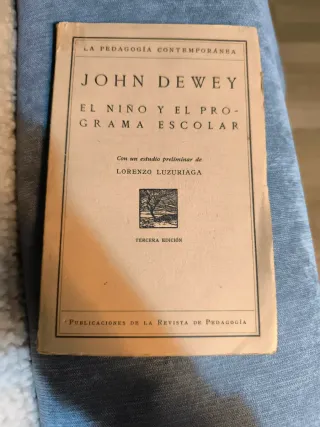 LA PEDAGOGÍA CONTEMPORÁNEA
JOHN DEWEY
EL NIÑO Y EL PRO-
GRAMA ESCOLAR
Con un estudio preliminar de
LORENZO LUZURIAGA
TERCERA EDICIÓN
PUBLICACIONES DE LA REVISTA DE PEDAGOGÍA